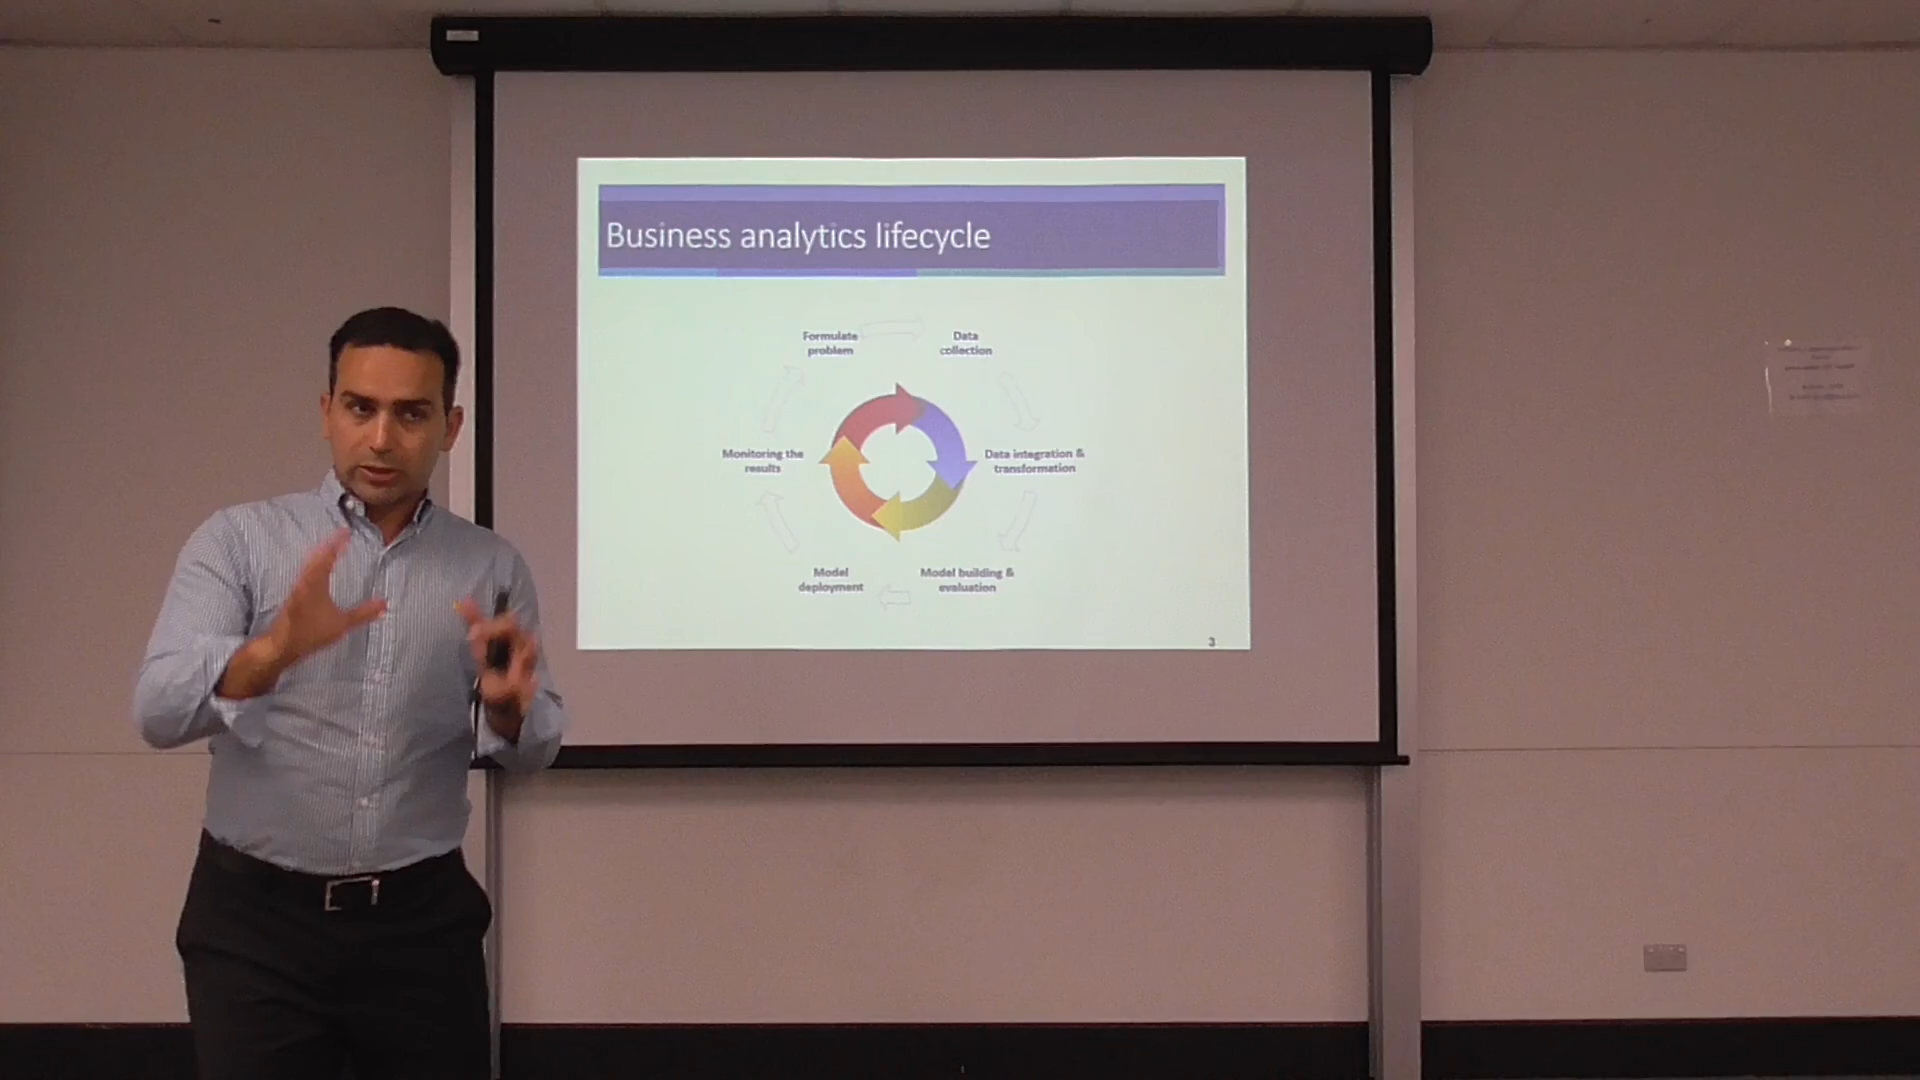 Business analytics lifecycle
Formulate
problem
Data
collection
Data integration &
transformation
Model building &
evaluation
Model
deployment
Monitoring the
results
3